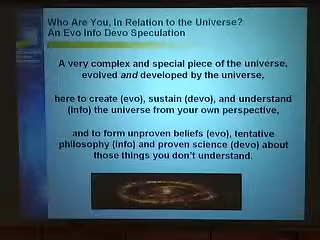 Who Are You, In Relation to the Universe?
An Evo Info Devo Speculation
A very complex and special piece of the universe,
evolved and developed by the universe,
here to create (evo), sustain (devo), and understand
(info) the universe from your own perspective,
and to form unproven beliefs (evo), tentative
philosophy (info) and proven science (devo) about
those things you don't understand.